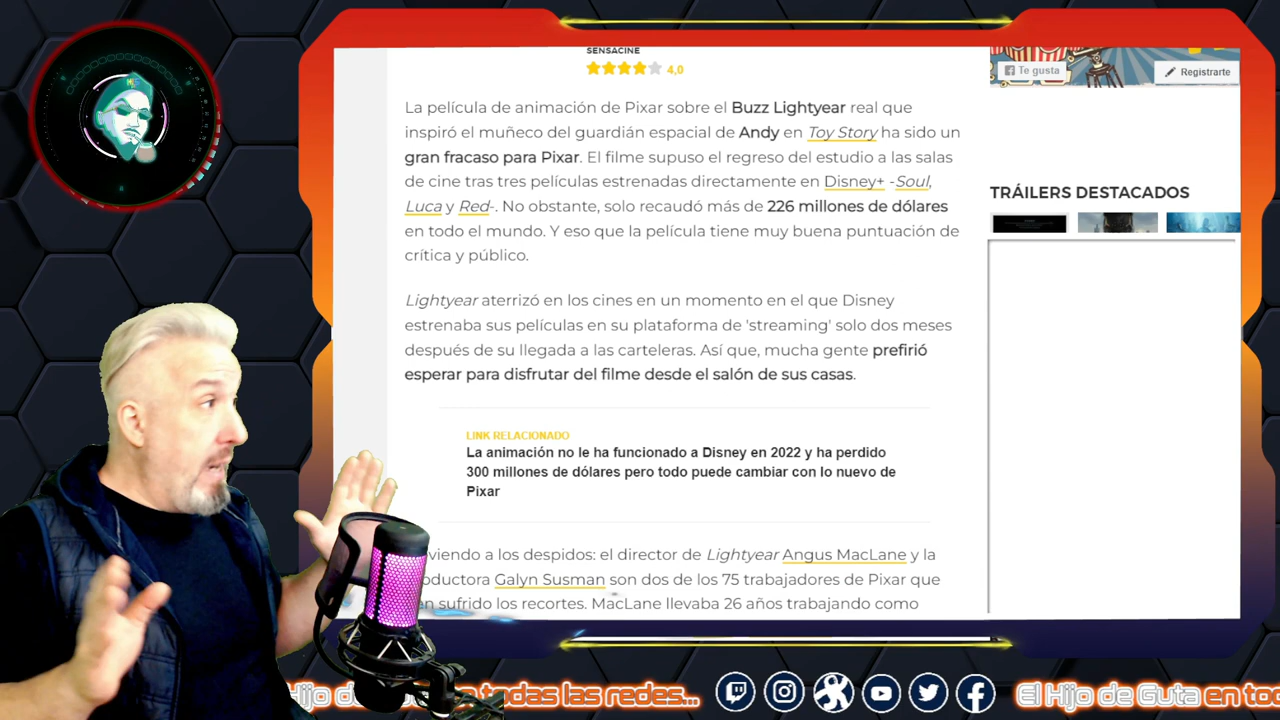 SENSACINE
4,0
Te gusta
Registrarte
La película de animación de Pixar sobre el Buzz Lightyear real que
inspiró el muñeco del guardián espacial de Andy en Toy Story ha sido un
gran fracaso para Pixar. El filme supuso el regreso del estudio a las salas
de cine tras tres películas estrenadas directamente en Disney+ -Soul,
Luca y Red-. No obstante, solo recaudó más de 226 millones de dólares
en todo el mundo. Y eso que la película tiene muy buena puntuación de
crítica y público.
TRÁILERS DESTACADOS
Lightyear aterrizó en los cines en un momento en el que Disney
estrenaba sus películas en su plataforma de 'streaming' solo dos meses
después de su llegada a las carteleras. Así que, mucha gente prefirió
esperar para disfrutar del filme desde el salón de sus casas.
LINK RELACIONADO
La animación no le ha funcionado a Disney en 2022 y ha perdido
300 millones de dólares pero todo puede cambiar con lo nuevo de
Pixar
viendo a los despidos: el director de Lightyear Angus MacLane y la
oductora Galyn Susman son dos de los 75 trabajadores de Pixar que
sufrido los recortes. MacLane llevaba 26 años trabajando como
Hijo d todas las redes... El Hijo de Guta en tod